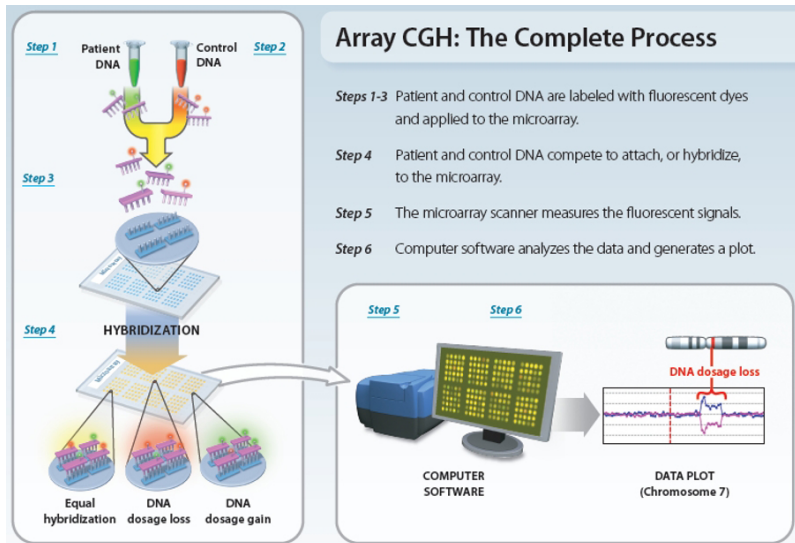 Array CGH: The Complete Process
Step 1
Patient
DNA
Control
DNA
Step 2
Step 3
Microarray
Step 4
HYBRIDIZATION
Microarray
Equal
hybridization
DNA
dosage loss
DNA
dosage gain
Steps 1-3 Patient and control DNA are labeled with fluorescent dyes
and applied to the microarray.
Step 4 Patient and control DNA compete to attach, or hybridize,
to the microarray.
Step 5 The microarray scanner measures the fluorescent signals.
Step 6 Computer software analyzes the data and generates a plot.
Step 5
Step 6
DNA dosage loss
COMPUTER
SOFTWARE
DATA PLOT
(Chromosome 7)